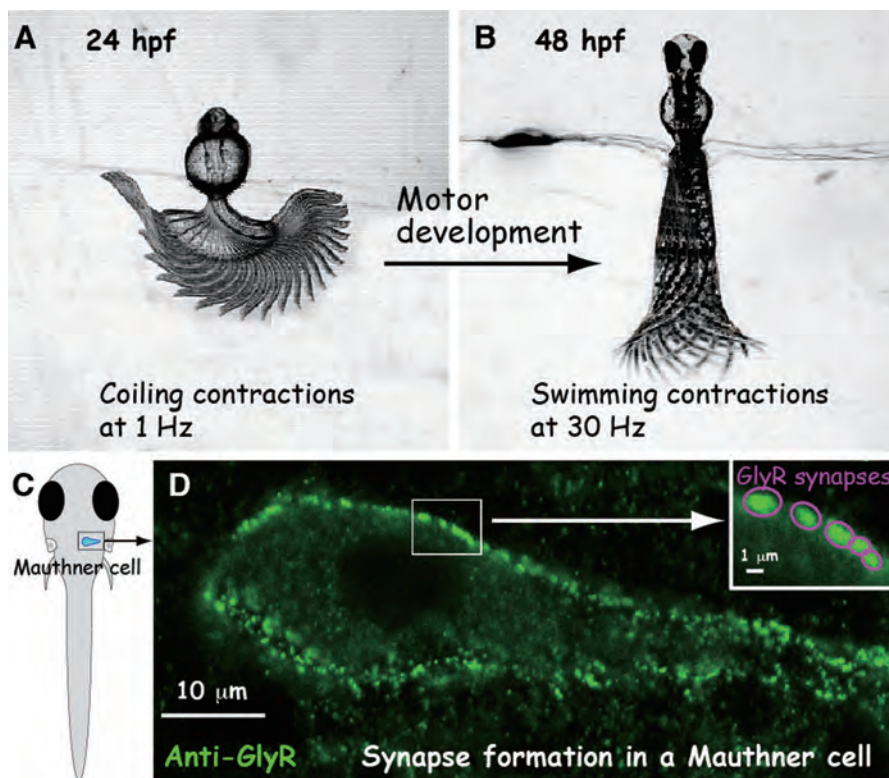 A 24 hpf
B 48 hpf
Motor
development
Coiling contractions
at 1 Hz
Swimming contractions
at 30 Hz
C
Mauthner cell
D
GlyR synapses
1 μm
10 μm
Anti-GlyR
Synapse formation in a Mauthner cell